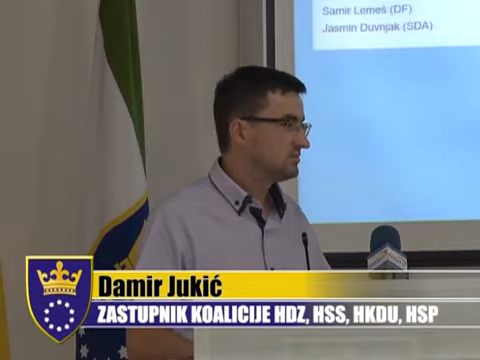 Samir Lemeš (DF)
Jasmin Duvnjak (SDA)
Damir Jukić
ZASTUPNIK KOALICIJE HDZ, HSS, HKDU, HSP